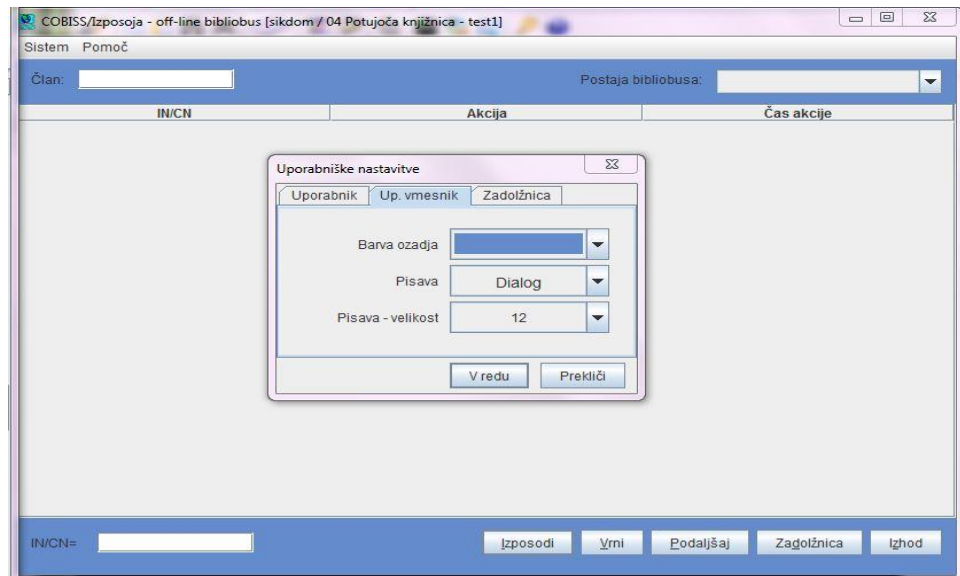 COBISS/Izposoja - off-line bibliobus [sikdom / 04 Potujoča knjižnica - test1]
Sistem Pomoč
Član: Postaja bibliobusa:
IN/CN Akcija Čas akcije
Uporabniške nastavitve
Uporabnik Up. vmesnik Zadolžnica
Barva ozadja
Pisava Dialog
Pisava - velikost 12
V redu Prekliči
IN/CN= Izposodi Vrni Podaljšaj Zadolžnica Izhod